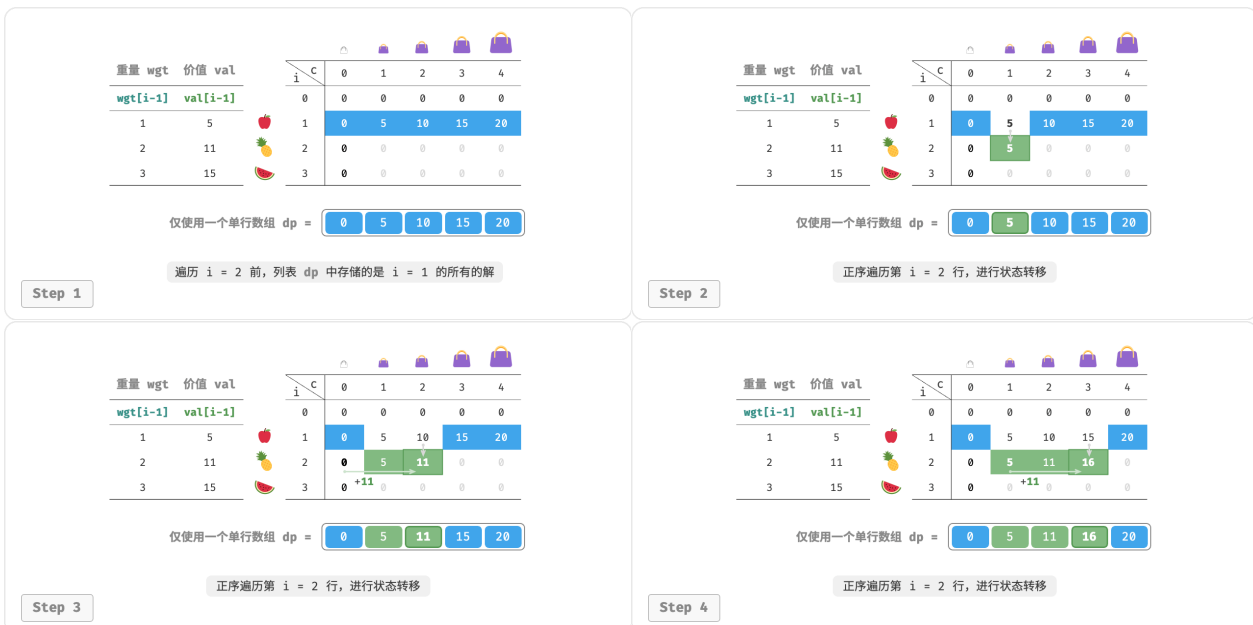 重量 wgt 价值 val
i c 0 1 2 3 4
wgt[i-1] val[i-1] 0 0 0 0 0 0
1 5 1 0 5 10 15 20
2 11 2 0 0 0 0 0
3 15 3 0 0 0 0 0
仅使用一个单行数组 dp = 0 5 10 15 20
遍历 i = 2 前，列表 dp 中存储的是 i = 1 的所有的解
Step 1
重量 wgt 价值 val
i c 0 1 2 3 4
wgt[i-1] val[i-1] 0 0 0 0 0 0
1 5 1 0 5 10 15 20
2 11 2 0 5 0 0 0
3 15 3 0 0 0 0 0
仅使用一个单行数组 dp = 0 5 10 15 20
正序遍历第 i = 2 行，进行状态转移
Step 2
重量 wgt 价值 val
i c 0 1 2 3 4
wgt[i-1] val[i-1] 0 0 0 0 0 0
1 5 1 0 5 10 15 20
2 11 2 0 5 11 0 0
+11
3 15 3 0 0 0 0 0
仅使用一个单行数组 dp = 0 5 11 15 20
正序遍历第 i = 2 行，进行状态转移
Step 3
重量 wgt 价值 val
i c 0 1 2 3 4
wgt[i-1] val[i-1] 0 0 0 0 0 0
1 5 1 0 5 10 15 20
2 11 2 0 5 11 16 0
+11
3 15 3 0 0 0 0 0
仅使用一个单行数组 dp = 0 5 11 16 20
正序遍历第 i = 2 行，进行状态转移
Step 4